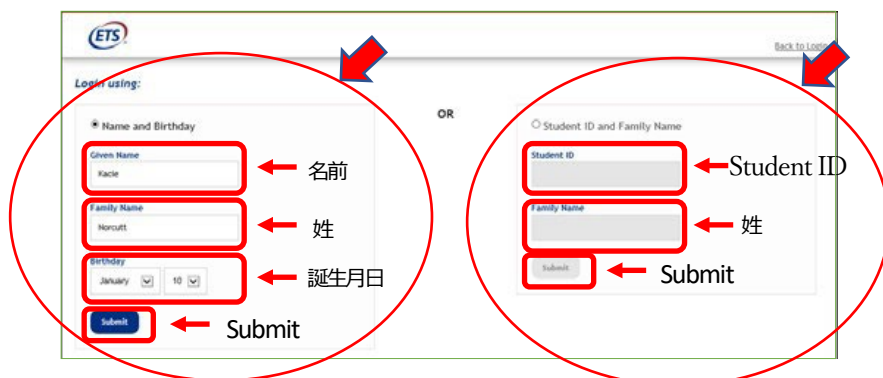 ETS
Back to Login
Login using:
OR
Name and Birthday
Given Name
Kacie
名前
Family Name
Norcutt
姓
Birthday
January
10
誕生月日
Submit
Submit
Student ID and Family Name
Student ID
Student ID
Family Name
姓
Submit
Submit